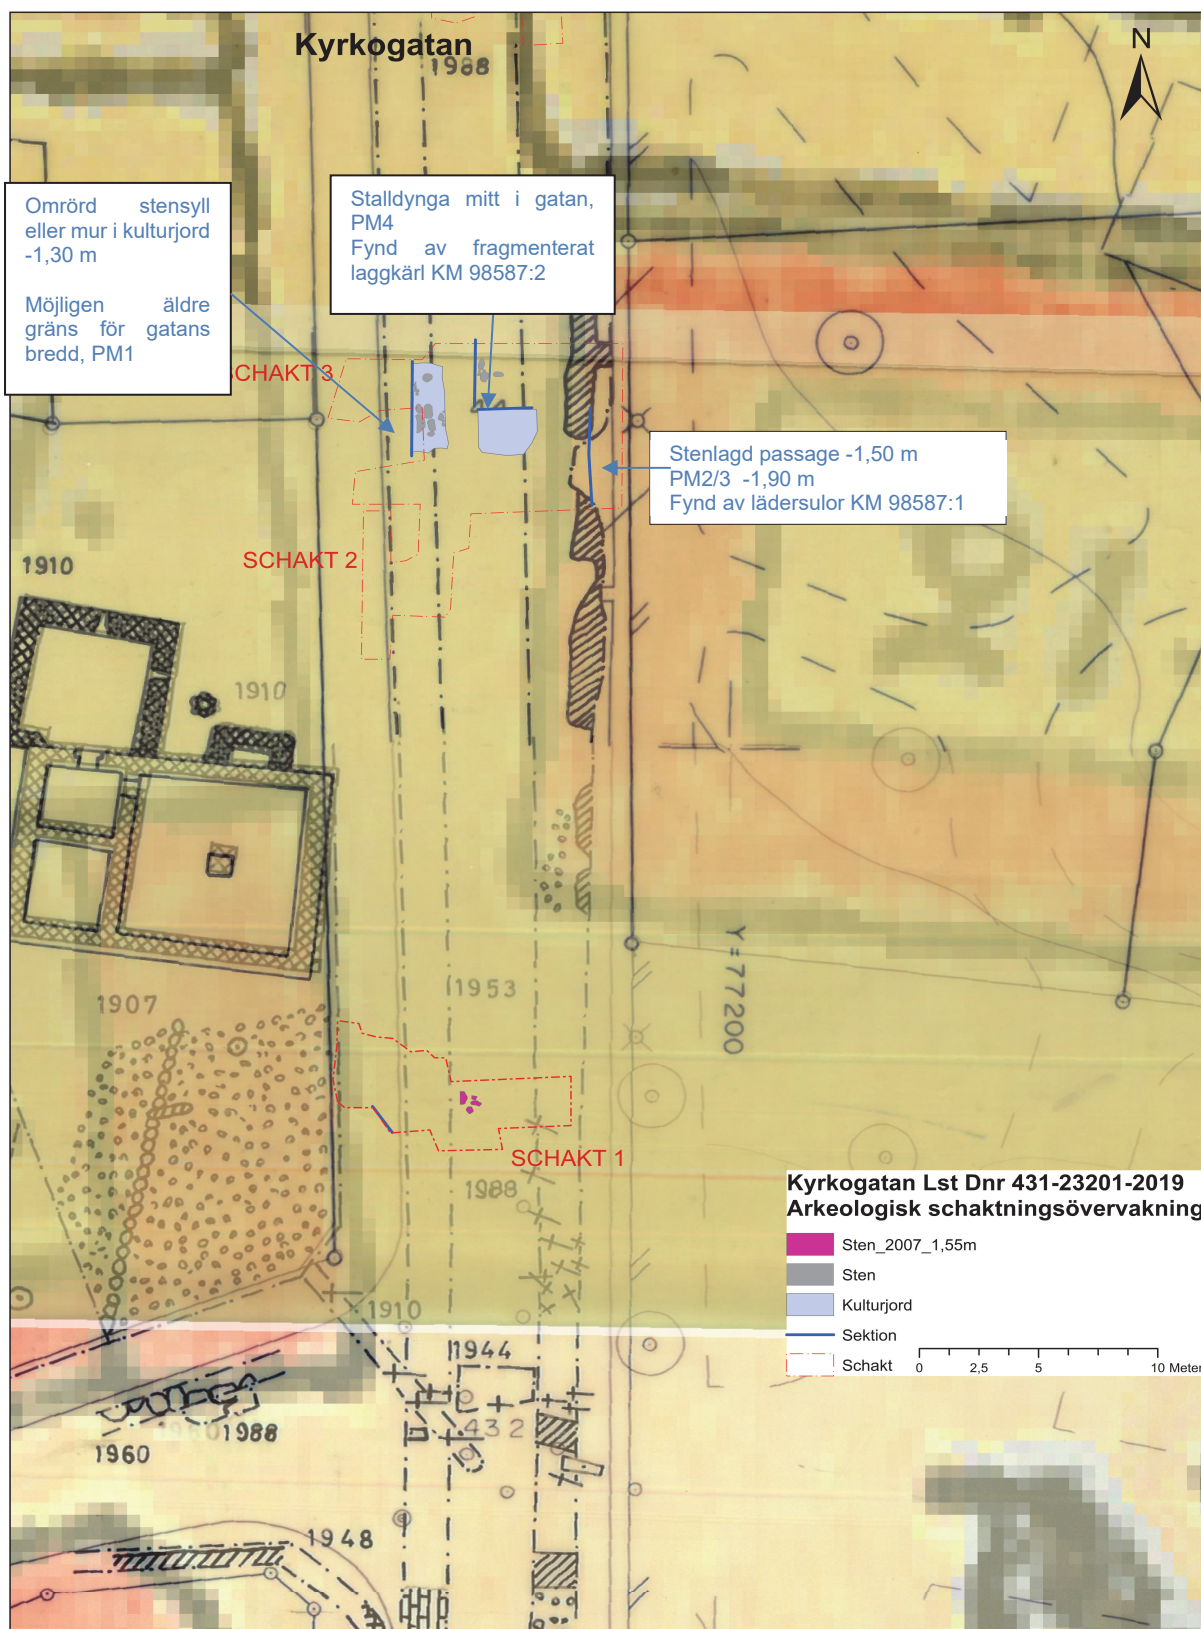 Kyrkogatan
N
1988
Omrörd stensyll
eller mur i kulturjord
-1,30 m
Möjligen äldre
gräns för gatans
bredd, PM1
Stalldynga mitt i gatan,
PM4
Fynd av fragmenterat
laggkärl KM 98587:2
SCHAKT 3
Stenlagd passage -1,50 m
PM2/3 -1,90 m
Fynd av lädersulor KM 98587:1
SCHAKT 2
1910
1910
Y=77200
1953
1907
SCHAKT 1
1988
Kyrkogatan Lst Dnr 431-23201-2019
Arkeologisk schaktningsövervakning
Sten_2007_1,55m
Sten
Kulturjord
Sektion
Schakt
0 2,5 5 10 Meter
1910
1944
432
1988
1960
1948